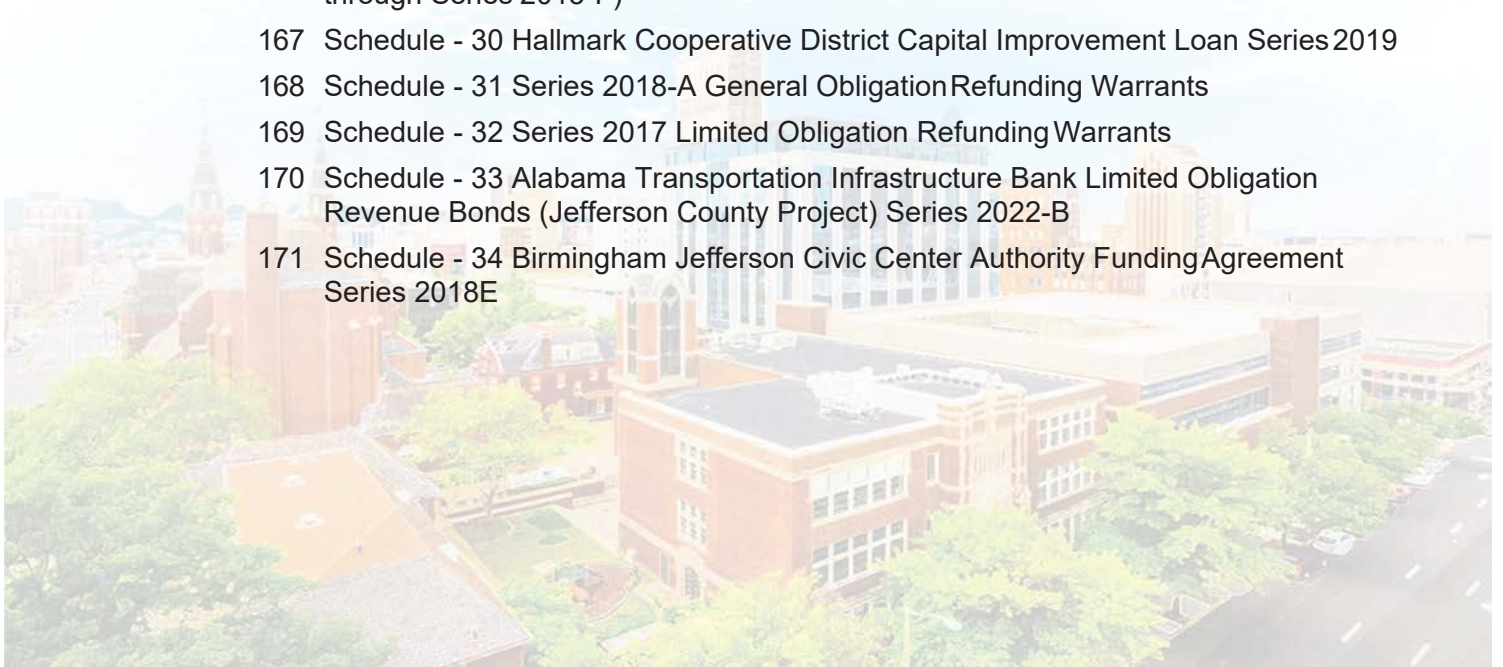 167 Schedule - 30 Hallmark Cooperative District Capital Improvement Loan Series 2019
168 Schedule - 31 Series 2018-A General Obligation Refunding Warrants
169 Schedule - 32 Series 2017 Limited Obligation Refunding Warrants
170 Schedule - 33 Alabama Transportation Infrastructure Bank Limited Obligation
Revenue Bonds (Jefferson County Project) Series 2022-B
171 Schedule - 34 Birmingham Jefferson Civic Center Authority Funding Agreement
Series 2018E